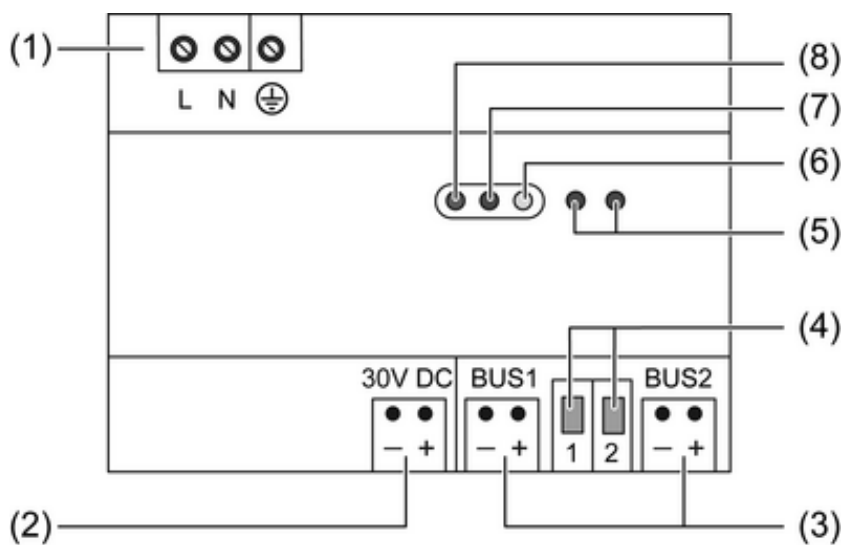 (1)
(8)
L N
(7)
(6)
(5)
(4)
30V DC BUS1 BUS2
– + – + 1 2 – +
(2)
(3)